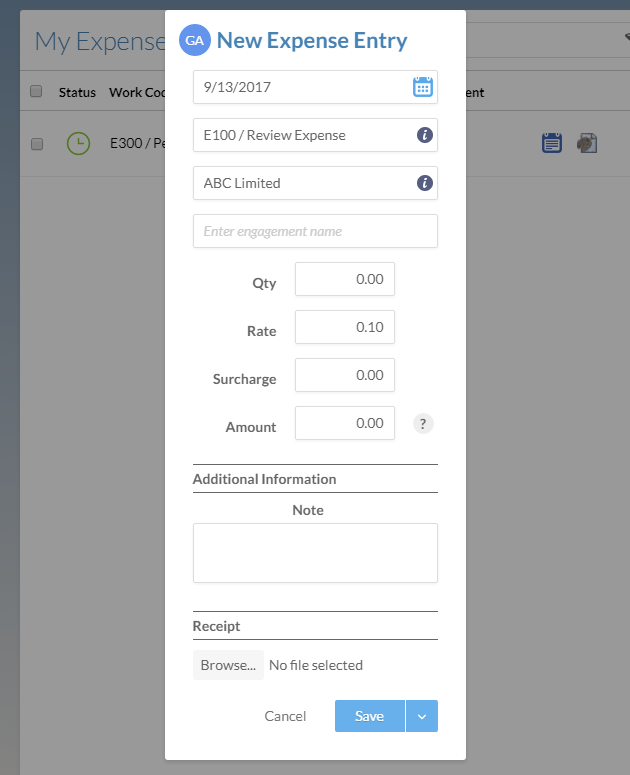 My Expense
GA New Expense Entry
9/13/2017
Status Work Coo ent
E100 / Review Expense i
E300 / Pe
ABC Limited i
Enter engagement name
Qty 0.00
Rate 0.10
Surcharge 0.00
Amount 0.00 ?
Additional Information
Note
Receipt
Browse... No file selected
Cancel Save